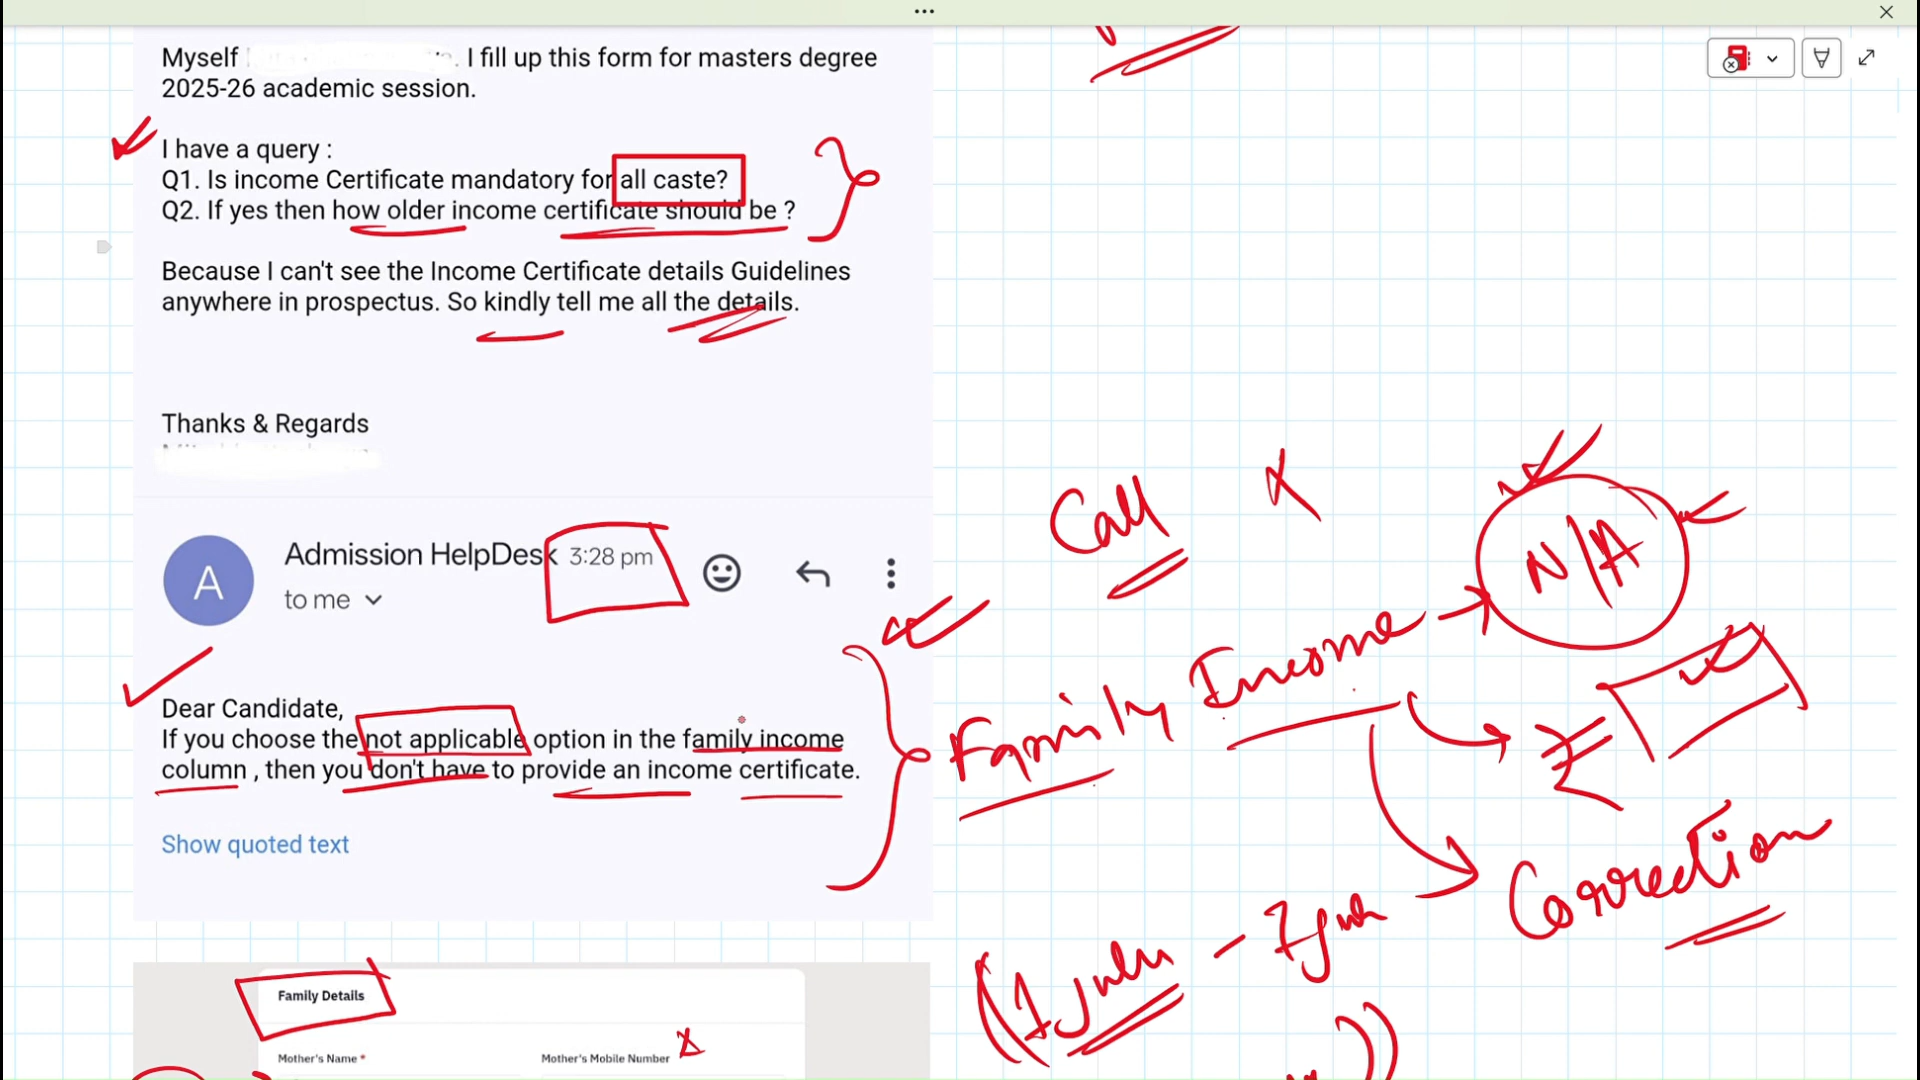 Myself . I fill up this form for masters degree
2025-26 academic session.
I have a query :
Q1. Is income Certificate mandatory for all caste?
Q2. If yes then how older income certificate should be ?
Because I can't see the Income Certificate details Guidelines
anywhere in prospectus. So kindly tell me all the details.
Thanks & Regards
A
Admission HelpDesk 3:28 pm
to me
Dear Candidate,
If you choose the not applicable option in the family income
column , then you don't have to provide an income certificate.
Show quoted text
Family Details
Mother's Name *
Mother's Mobile Number
Call X
N/A
Family Income
₹
Correction
(1 July - 7 July
))